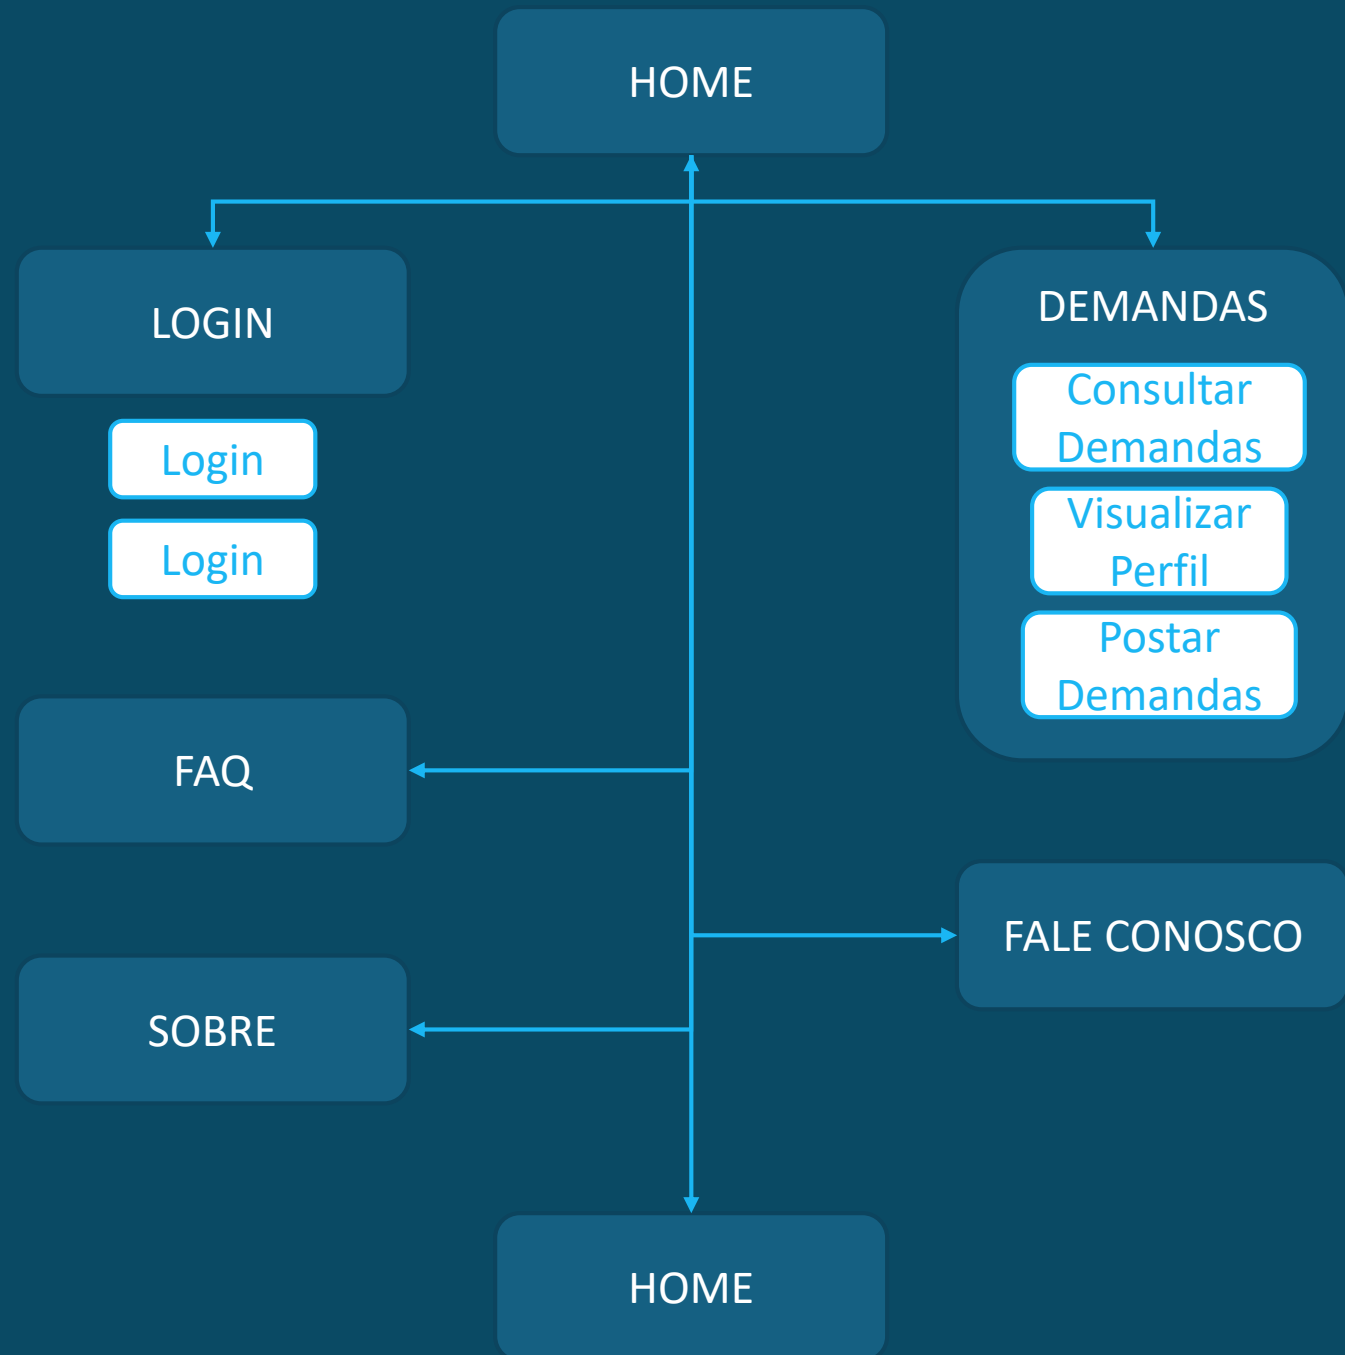 HOME
LOGIN
Login
Login
DEMANDAS
Consultar
Demandas
Visualizar
Perfil
Postar
Demandas
FAQ
FALE CONOSCO
SOBRE
HOME